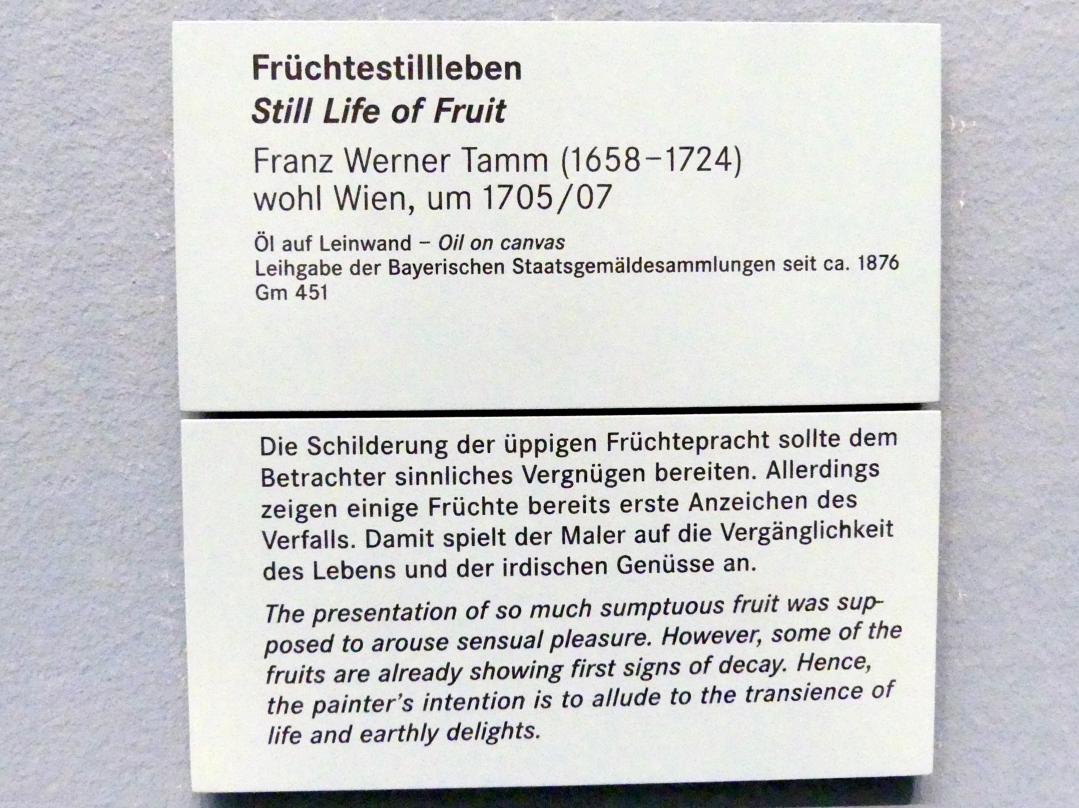 Früchtestillleben
Still Life of Fruit
Franz Werner Tamm (1658–1724)
wohl Wien, um 1705/07
Öl auf Leinwand – Oil on canvas
Leihgabe der Bayerischen Staatsgemäldesammlungen seit ca. 1876
Gm 451
Die Schilderung der üppigen Früchtepracht sollte dem
Betrachter sinnliches Vergnügen bereiten. Allerdings
zeigen einige Früchte bereits erste Anzeichen des
Verfalls. Damit spielt der Maler auf die Vergänglichkeit
des Lebens und der irdischen Genüsse an.
The presentation of so much sumptuous fruit was sup-
posed to arouse sensual pleasure. However, some of the
fruits are already showing first signs of decay. Hence,
the painter's intention is to allude to the transience of
life and earthly delights.